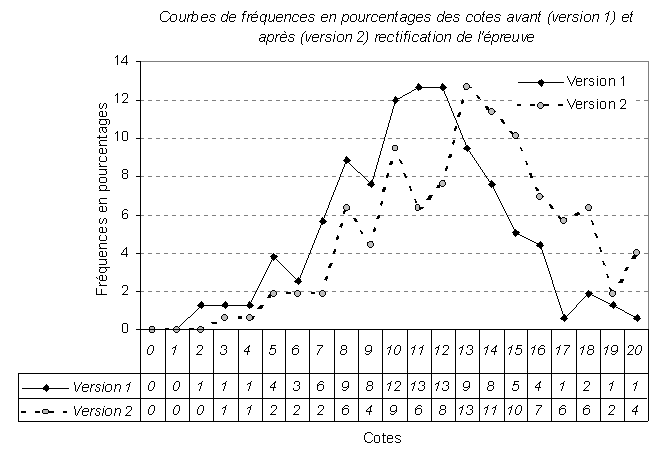 Courbes de fréquences en pourcentages des cotes avant (version 1) et
après (version 2) rectification de l'épreuve
Fréquences en pourcentages
14
12
10
8
6
4
2
0
Version 1
Version 2
0 1 2 3 4 5 6 7 8 9 10 11 12 13 14 15 16 17 18 19 20
Version 1 0 0 1 1 1 4 3 6 9 8 12 13 13 9 8 5 4 1 2 1 1
Version 2 0 0 0 1 1 2 2 2 6 4 9 6 8 13 11 10 7 6 6 2 4
Cotes